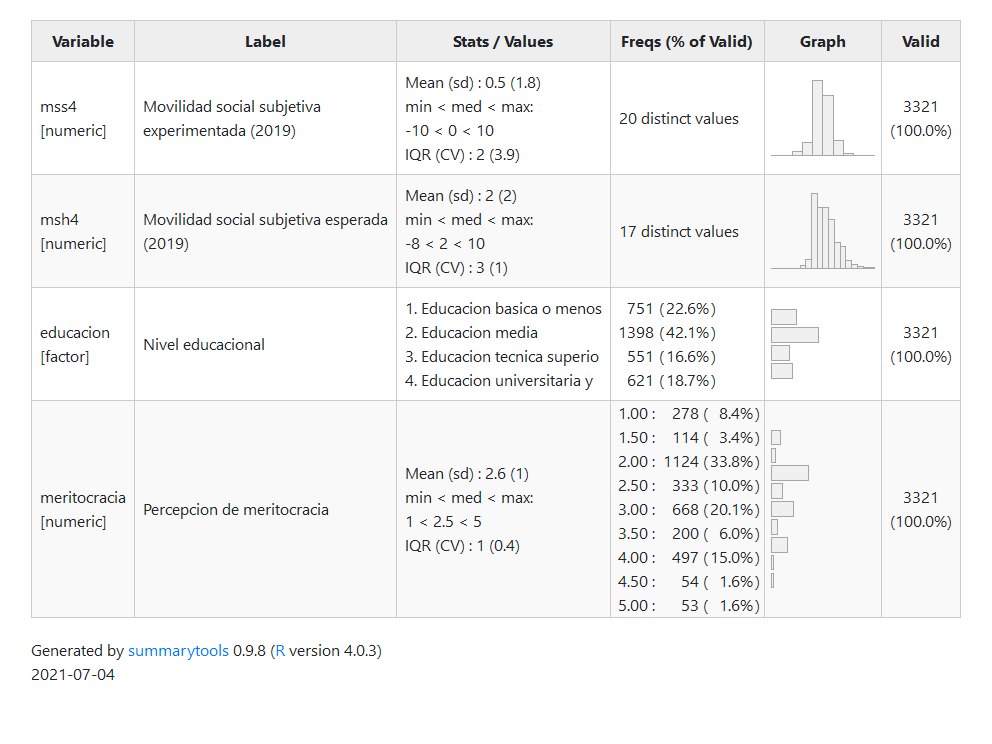 Variable Label Stats / Values Freqs (% of Valid) Graph Valid
mss4
[numeric]
Movilidad social subjetiva
experimentada (2019)
Mean (sd) : 0.5 (1.8)
min < med < max:
-10 < 0 < 10
IQR (CV) : 2 (3.9)
20 distinct values
3321
(100.0%)
msh4
[numeric]
Movilidad social subjetiva esperada
(2019)
Mean (sd) : 2 (2)
min < med < max:
-8 < 2 < 10
IQR (CV) : 3 (1)
17 distinct values
3321
(100.0%)
educacion
[factor]
Nivel educacional
1. Educacion basica o menos
2. Educacion media
3. Educacion tecnica superio
4. Educacion universitaria y
751 (22.6%)
1398 (42.1%)
551 (16.6%)
621 (18.7%)
3321
(100.0%)
meritocracia
[numeric]
Percepcion de meritocracia
Mean (sd) : 2.6 (1)
min < med < max:
1 < 2.5 < 5
IQR (CV) : 1 (0.4)
1.00 : 278 ( 8.4%)
1.50 : 114 ( 3.4%)
2.00 : 1124 (33.8%)
2.50 : 333 (10.0%)
3.00 : 668 (20.1%)
3.50 : 200 ( 6.0%)
4.00 : 497 (15.0%)
4.50 : 54 ( 1.6%)
5.00 : 53 ( 1.6%)
3321
(100.0%)
Generated by summarytools 0.9.8 (R version 4.0.3)
2021-07-04